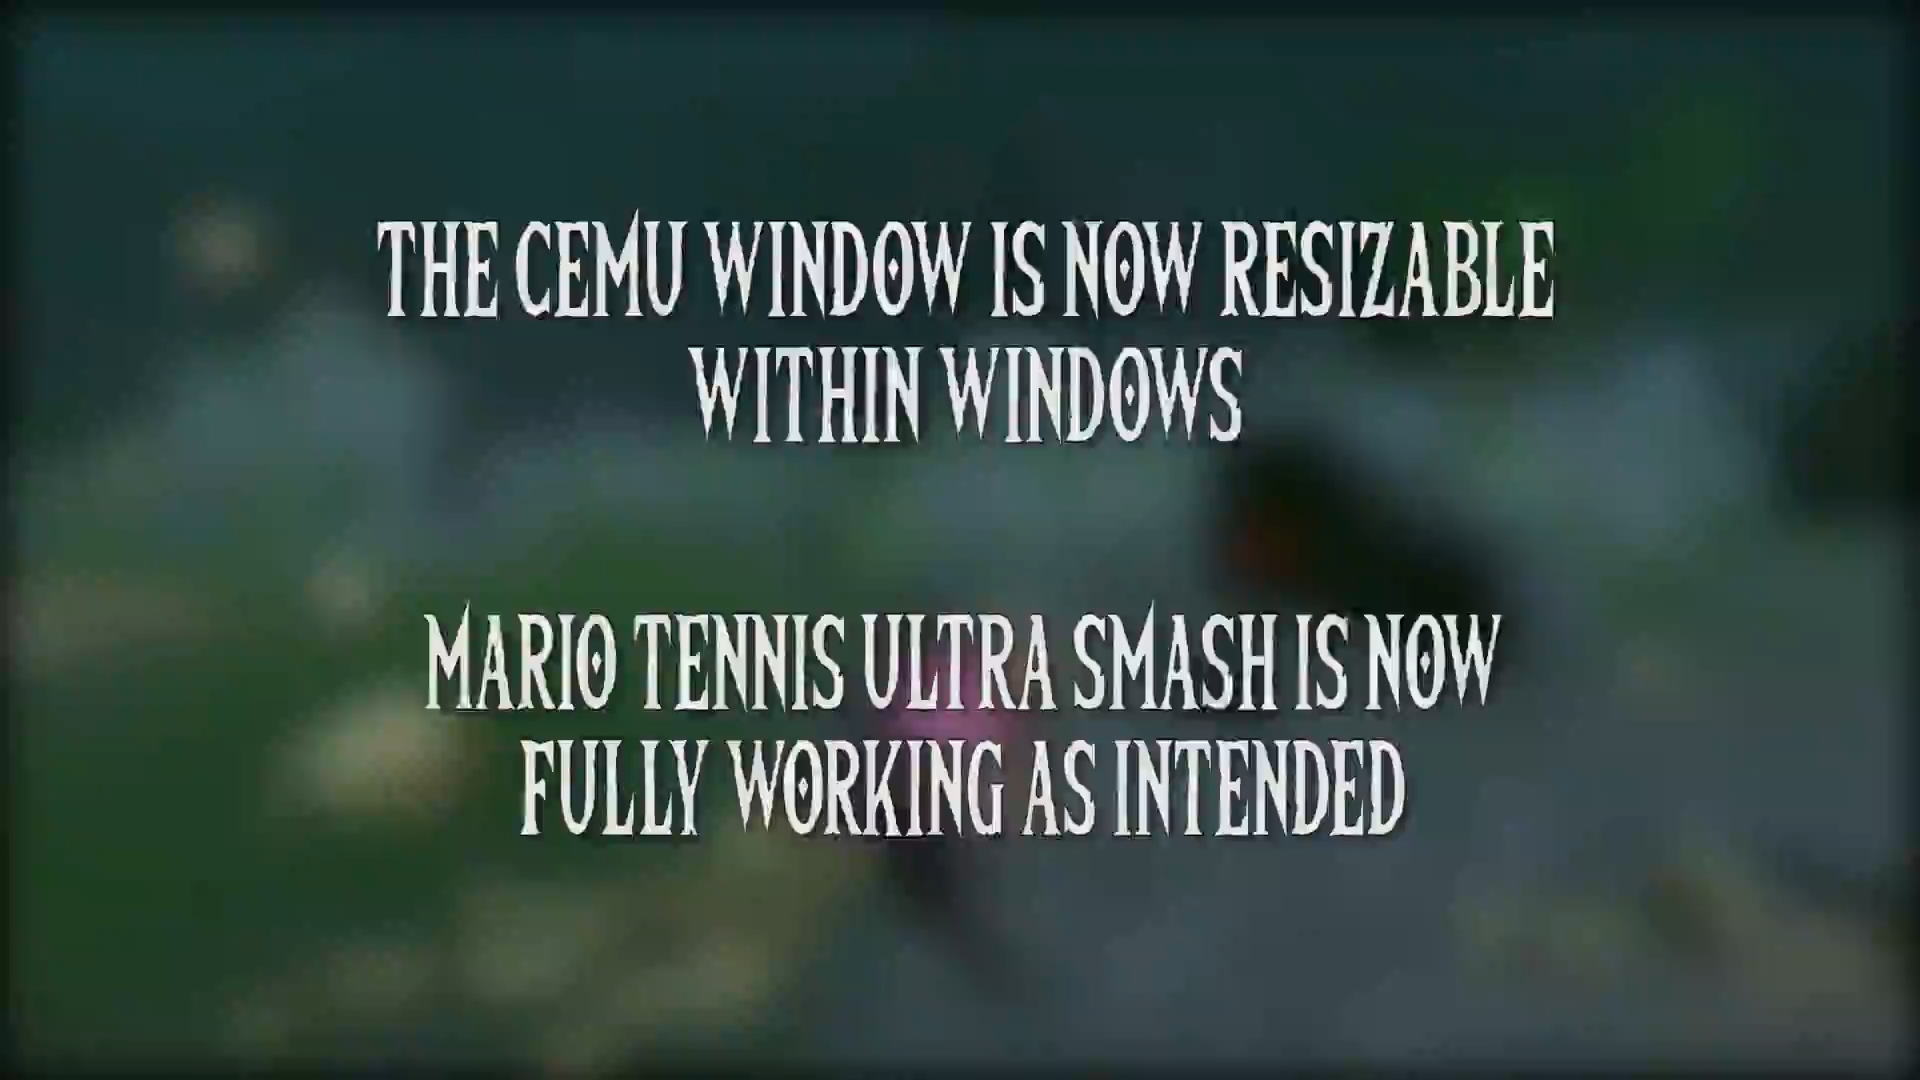 THE CEMU WINDOW IS NOW RESIZABLE
WITHIN WINDOWS
MARIO TENNIS ULTRA SMASH IS NOW
FULLY WORKING AS INTENDED